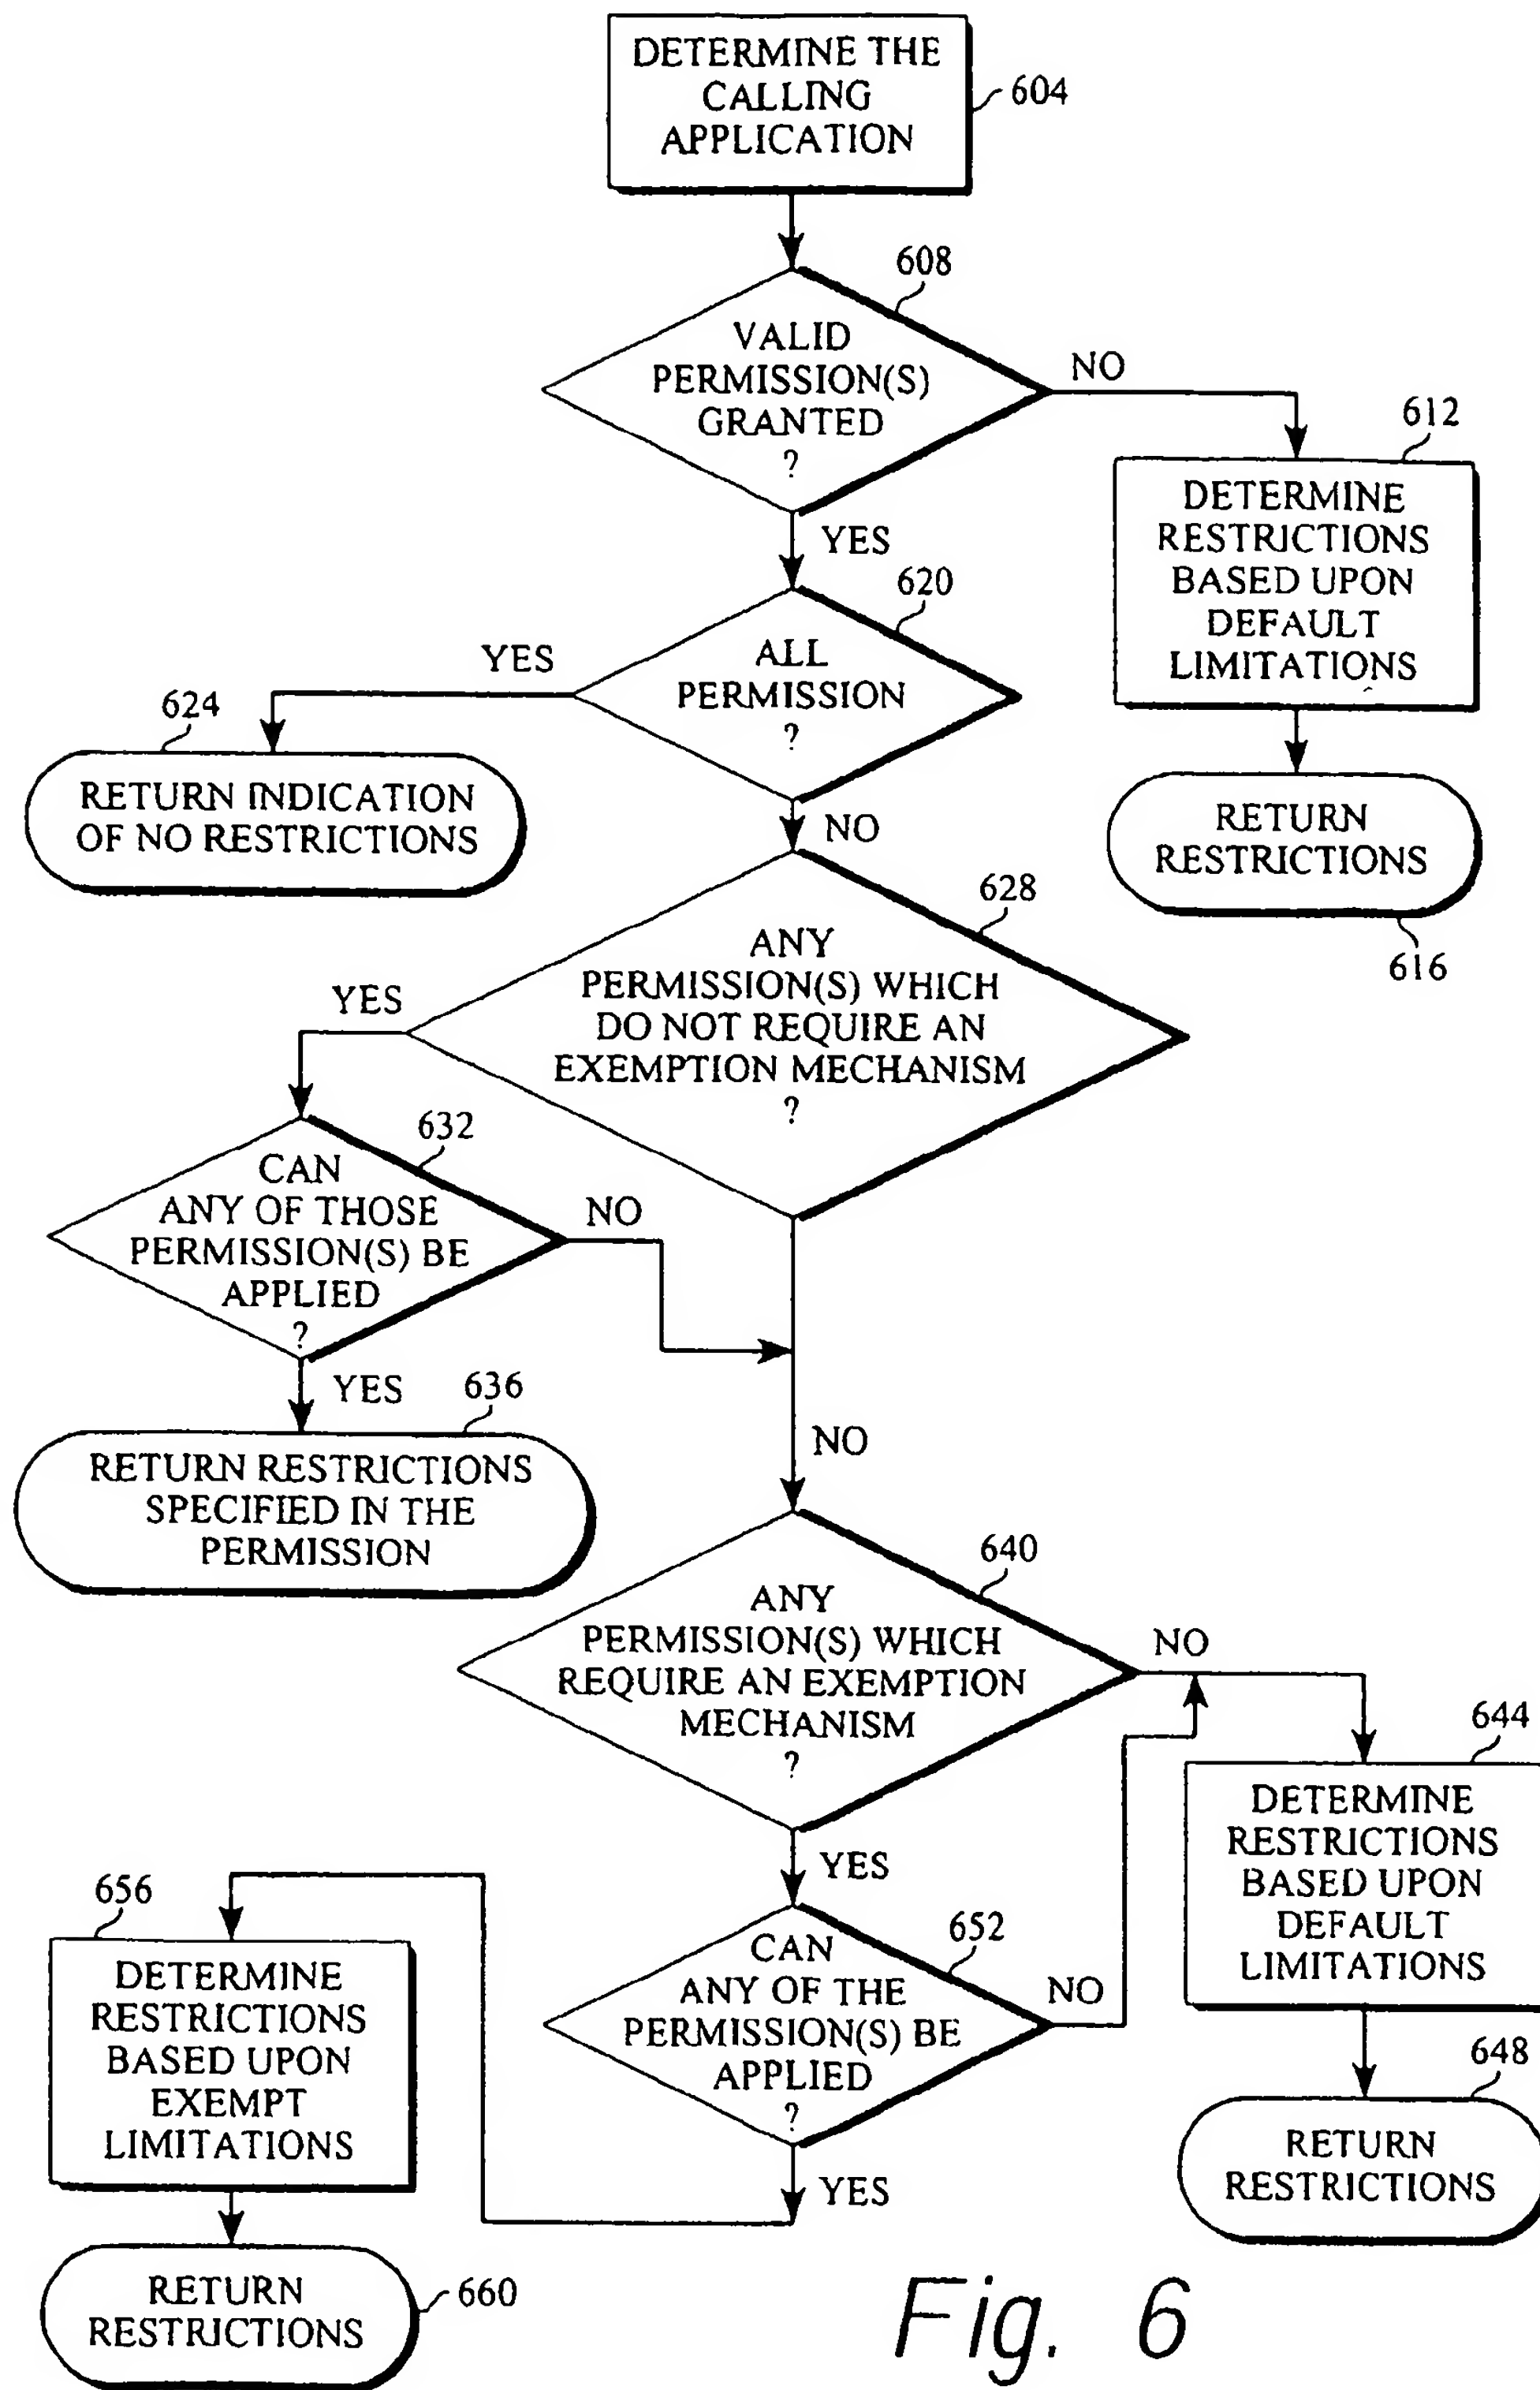 DETERMINE THE
CALLING
APPLICATION
604
608
VALID
PERMISSION(S)
GRANTED
?
NO
612
DETERMINE
RESTRICTIONS
BASED UPON
DEFAULT
LIMITATIONS
YES
620
ALL
PERMISSION
?
YES
624
RETURN INDICATION
OF NO RESTRICTIONS
NO
RETURN
RESTRICTIONS
616
628
ANY
PERMISSION(S) WHICH
DO NOT REQUIRE AN
EXEMPTION MECHANISM
?
YES
632
CAN
ANY OF THOSE
PERMISSION(S) BE
APPLIED
?
NO
YES
636
RETURN RESTRICTIONS
SPECIFIED IN THE
PERMISSION
NO
640
ANY
PERMISSION(S) WHICH
REQUIRE AN EXEMPTION
MECHANISM
?
NO
644
DETERMINE
RESTRICTIONS
BASED UPON
DEFAULT
LIMITATIONS
YES
652
CAN
ANY OF THE
PERMISSION(S) BE
APPLIED
?
NO
648
RETURN
RESTRICTIONS
YES
656
DETERMINE
RESTRICTIONS
BASED UPON
EXEMPT
LIMITATIONS
RETURN
RESTRICTIONS
660
Fig. 6